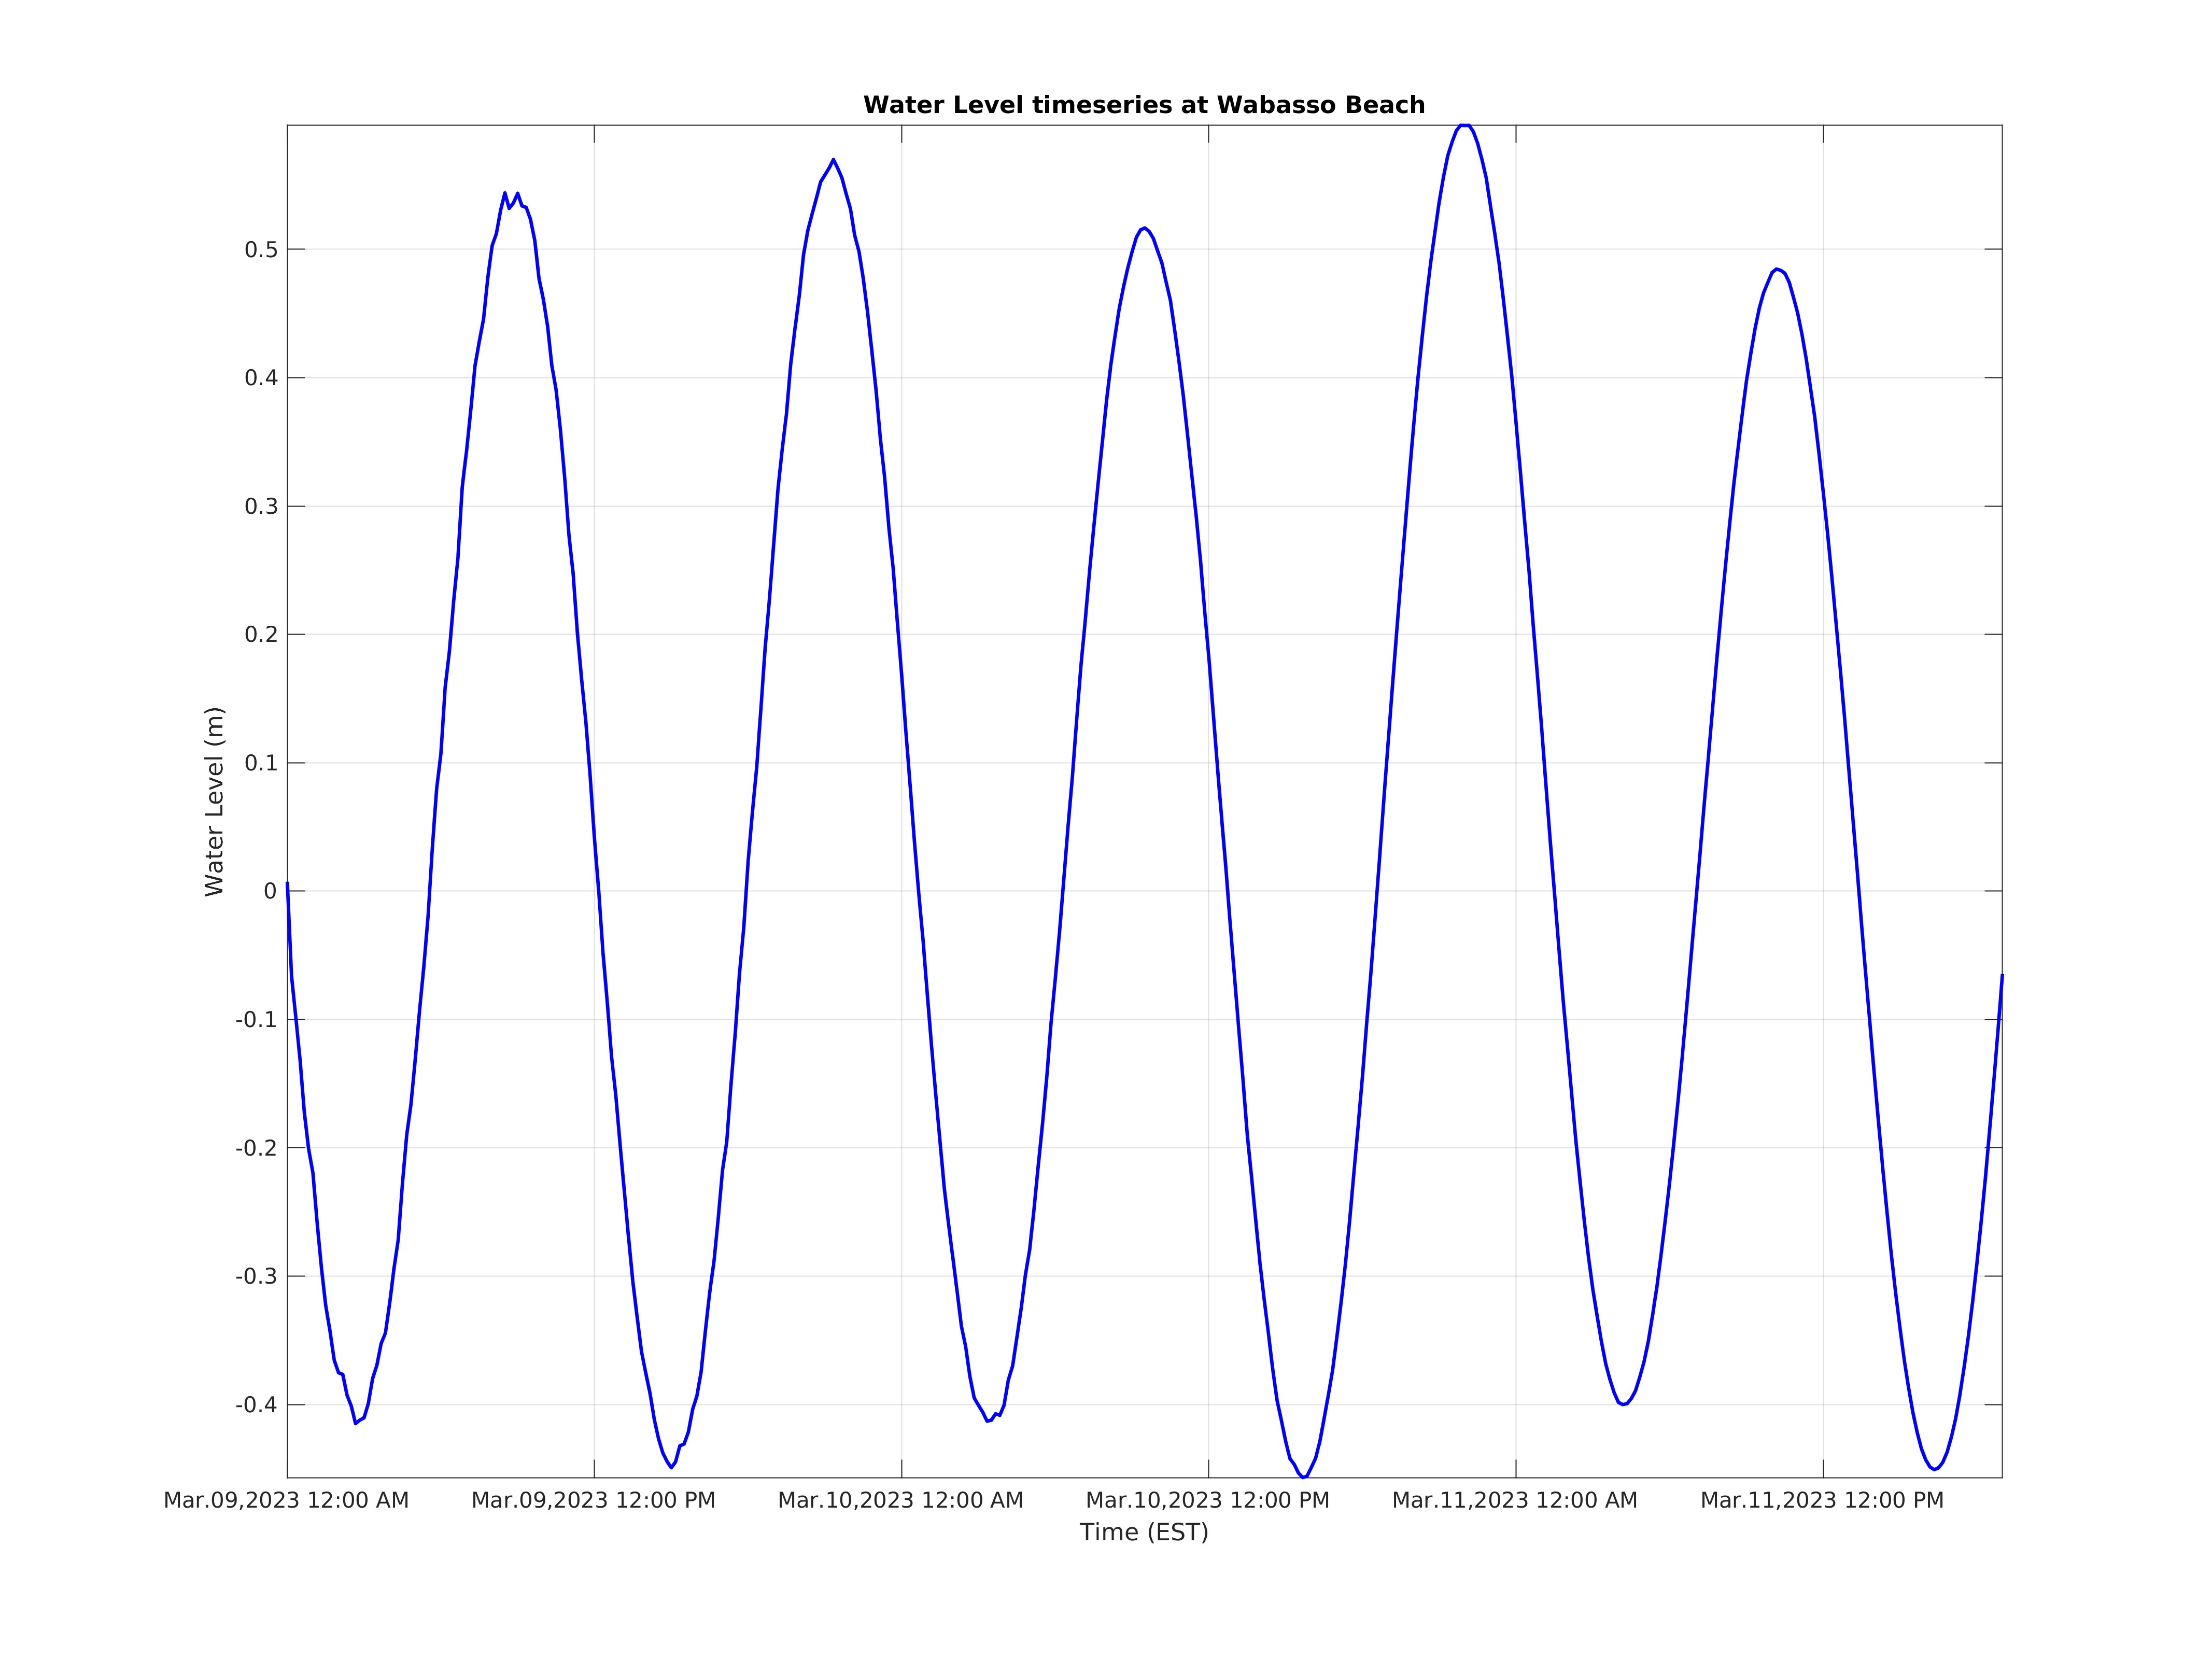 Water Level timeseries at Wabasso Beach
0.5
0.4
0.3
0.2
0.1
0
-0.1
-0.2
-0.3
-0.4
Water Level (m)
Mar.09,2023 12:00 AM Mar.09,2023 12:00 PM Mar.10,2023 12:00 AM Mar.10,2023 12:00 PM Mar.11,2023 12:00 AM Mar.11,2023 12:00 PM
Time (EST)